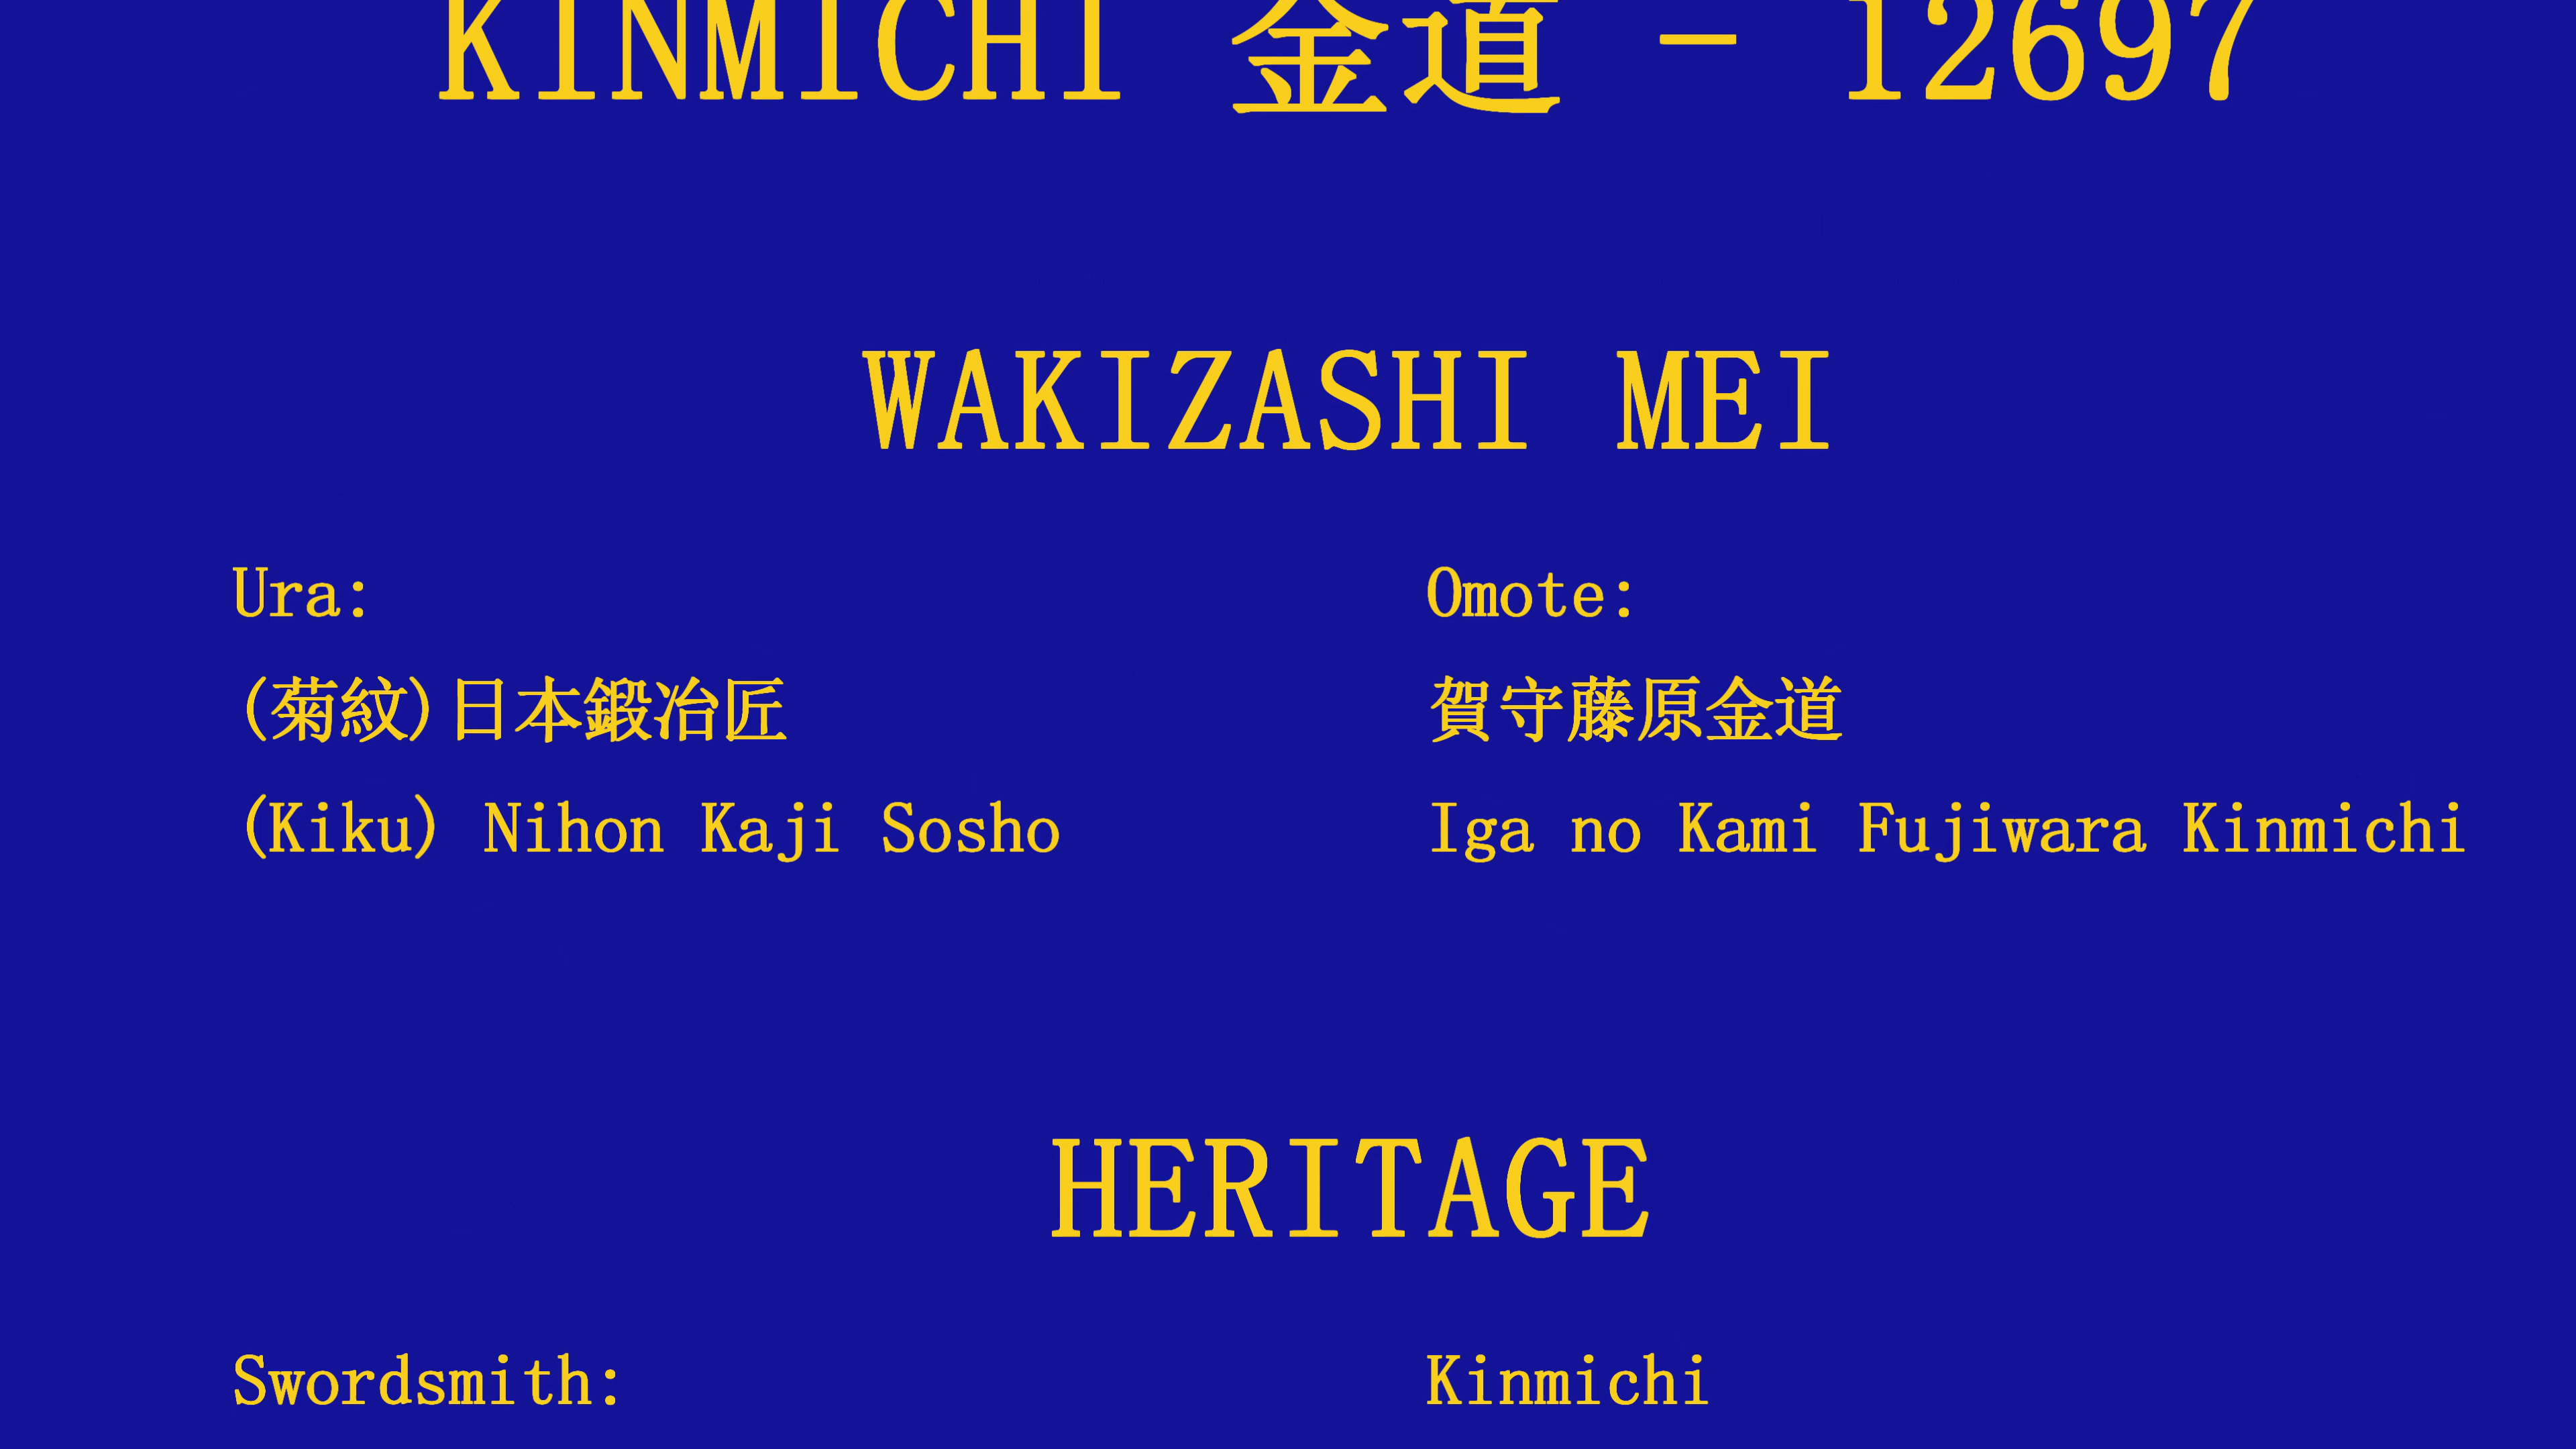 KINMICHI 金道 - 12697
WAKIZASHI MEI
Ura:
Omote:
(菊紋)日本鍛冶匠
賀守藤原金道
(Kiku) Nihon Kaji Sosho
Iga no Kami Fujiwara Kinmichi
HERITAGE
Swordsmith:
Kinmichi